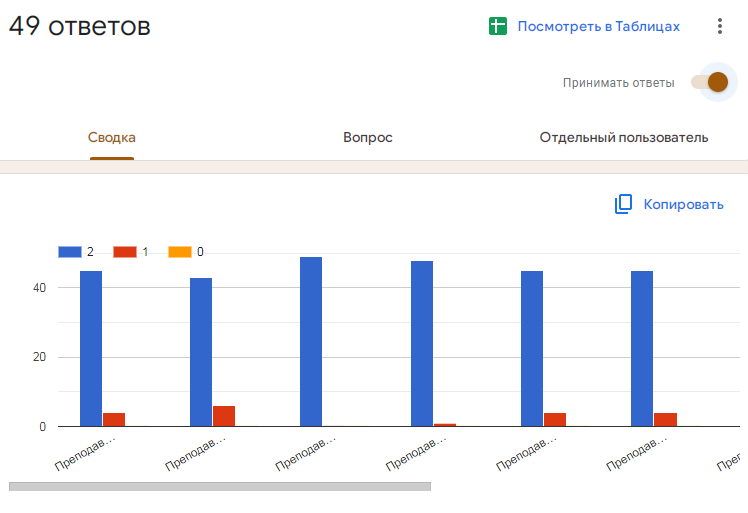 49 ответов
Посмотреть в Таблицах
Принимать ответы
Сводка Вопрос Отдельный пользователь
Копировать
2 1 0
40
20
0
Преподав… Преподав… Преподав… Преподав… Преподав… Преподав…